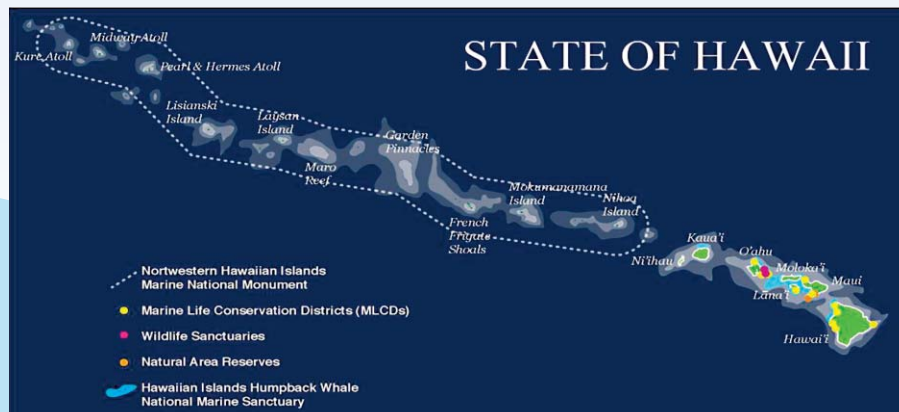 STATE OF HAWAII
Midway Atoll
Kure Atoll
Pearl & Hermes Atoll
Lisianski
Island
Laysan
Island
Maro
Reef
Garden
Pinnacles
French
Frigate
Shoals
Mokumanamana
Island
Nihoa
Island
Kaua'i
Ni'ihau
O'ahu
Moloka'i
Maui
Lāna'i
Hawai'i
Nortwestern Hawaiian Islands
Marine National Monument
Marine Life Conservation Districts (MLCDs)
Wildlife Sanctuaries
Natural Area Reserves
Hawaiian Islands Humpback Whale
National Marine Sanctuary